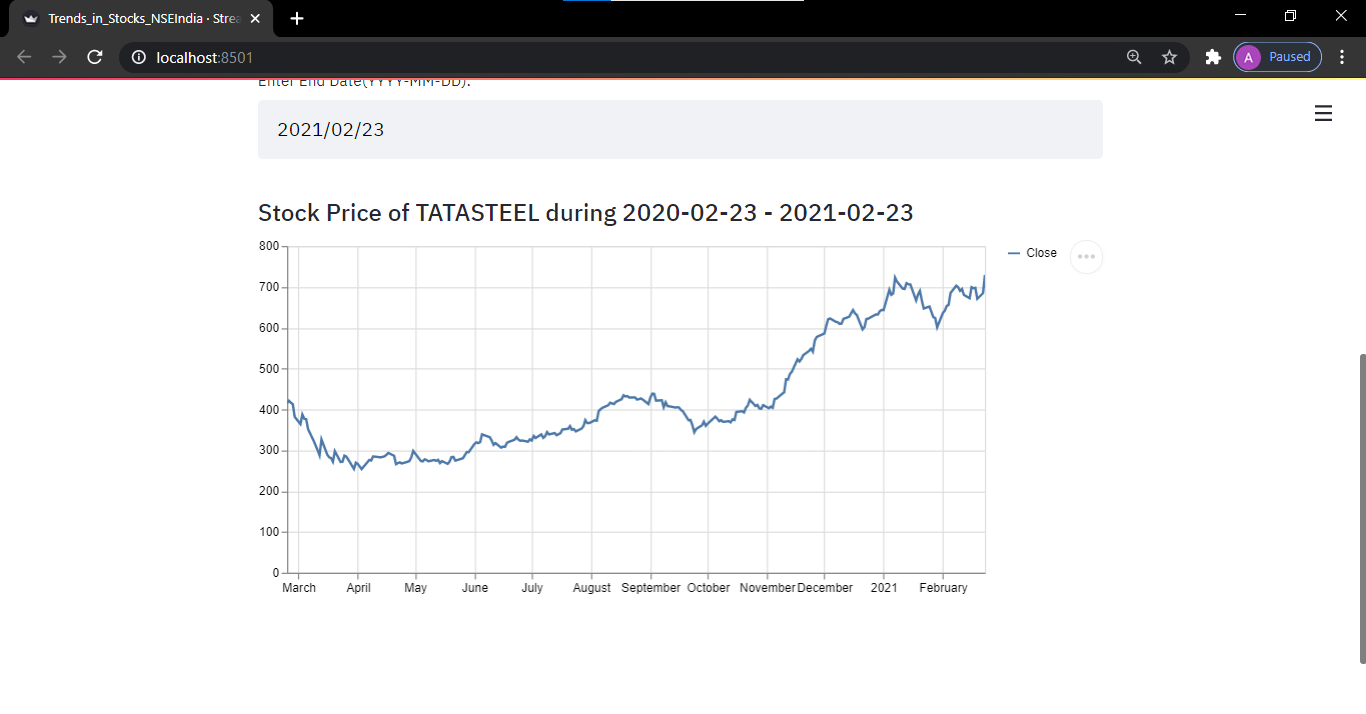 Trends_in_Stocks_NSEIndia · Strea
localhost:8501
A Paused
Enter End Date(YYYY-MM-DD):
2021/02/23
Stock Price of TATASTEEL during 2020-02-23 - 2021-02-23
Close
800
700
600
500
400
300
200
100
0
March April May June July August September October November December 2021 February